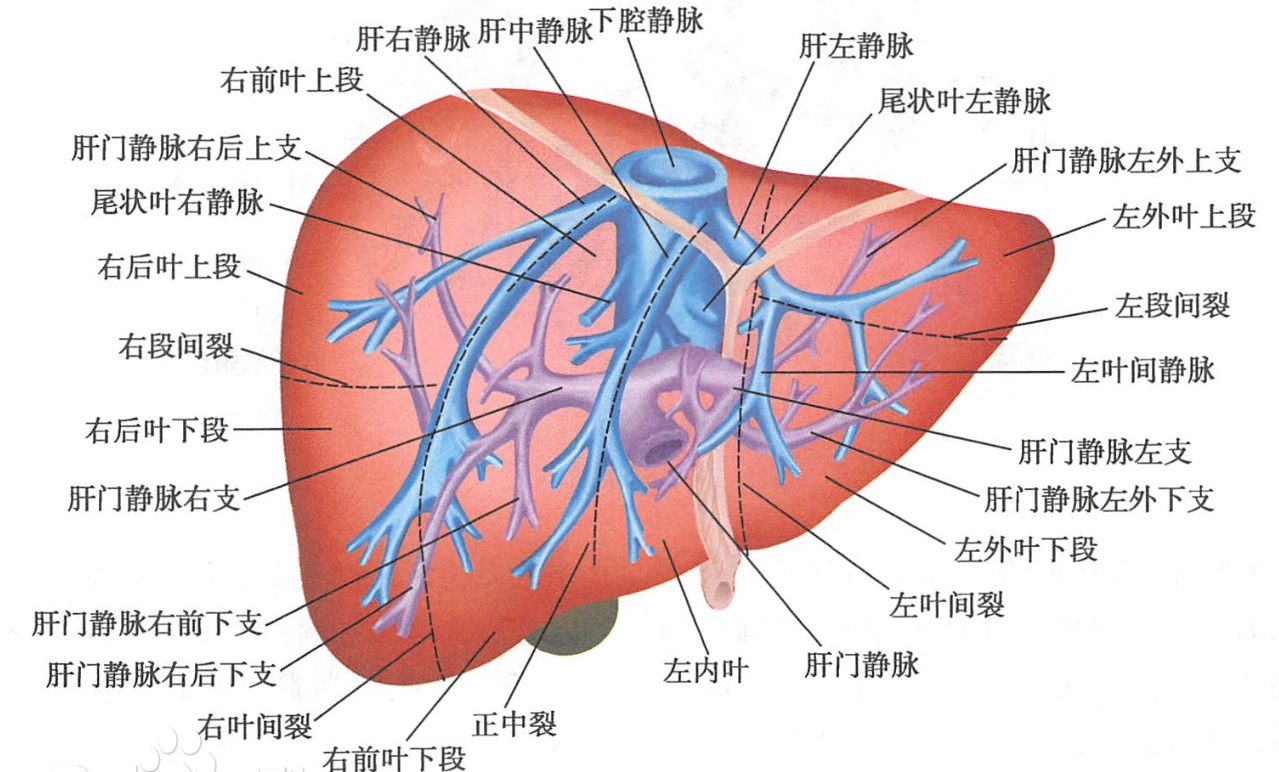 下腔静脉
肝右静脉
肝中静脉
肝左静脉
右前叶上段
尾状叶左静脉
肝门静脉右后上支
肝门静脉左外上支
尾状叶右静脉
左外叶上段
右后叶上段
左段间裂
右段间裂
左叶间静脉
右后叶下段
肝门静脉左支
肝门静脉右支
肝门静脉左外下支
左外叶下段
左叶间裂
肝门静脉右前下支
肝门静脉右后下支
左内叶
肝门静脉
右叶间裂
正中裂
右前叶下段